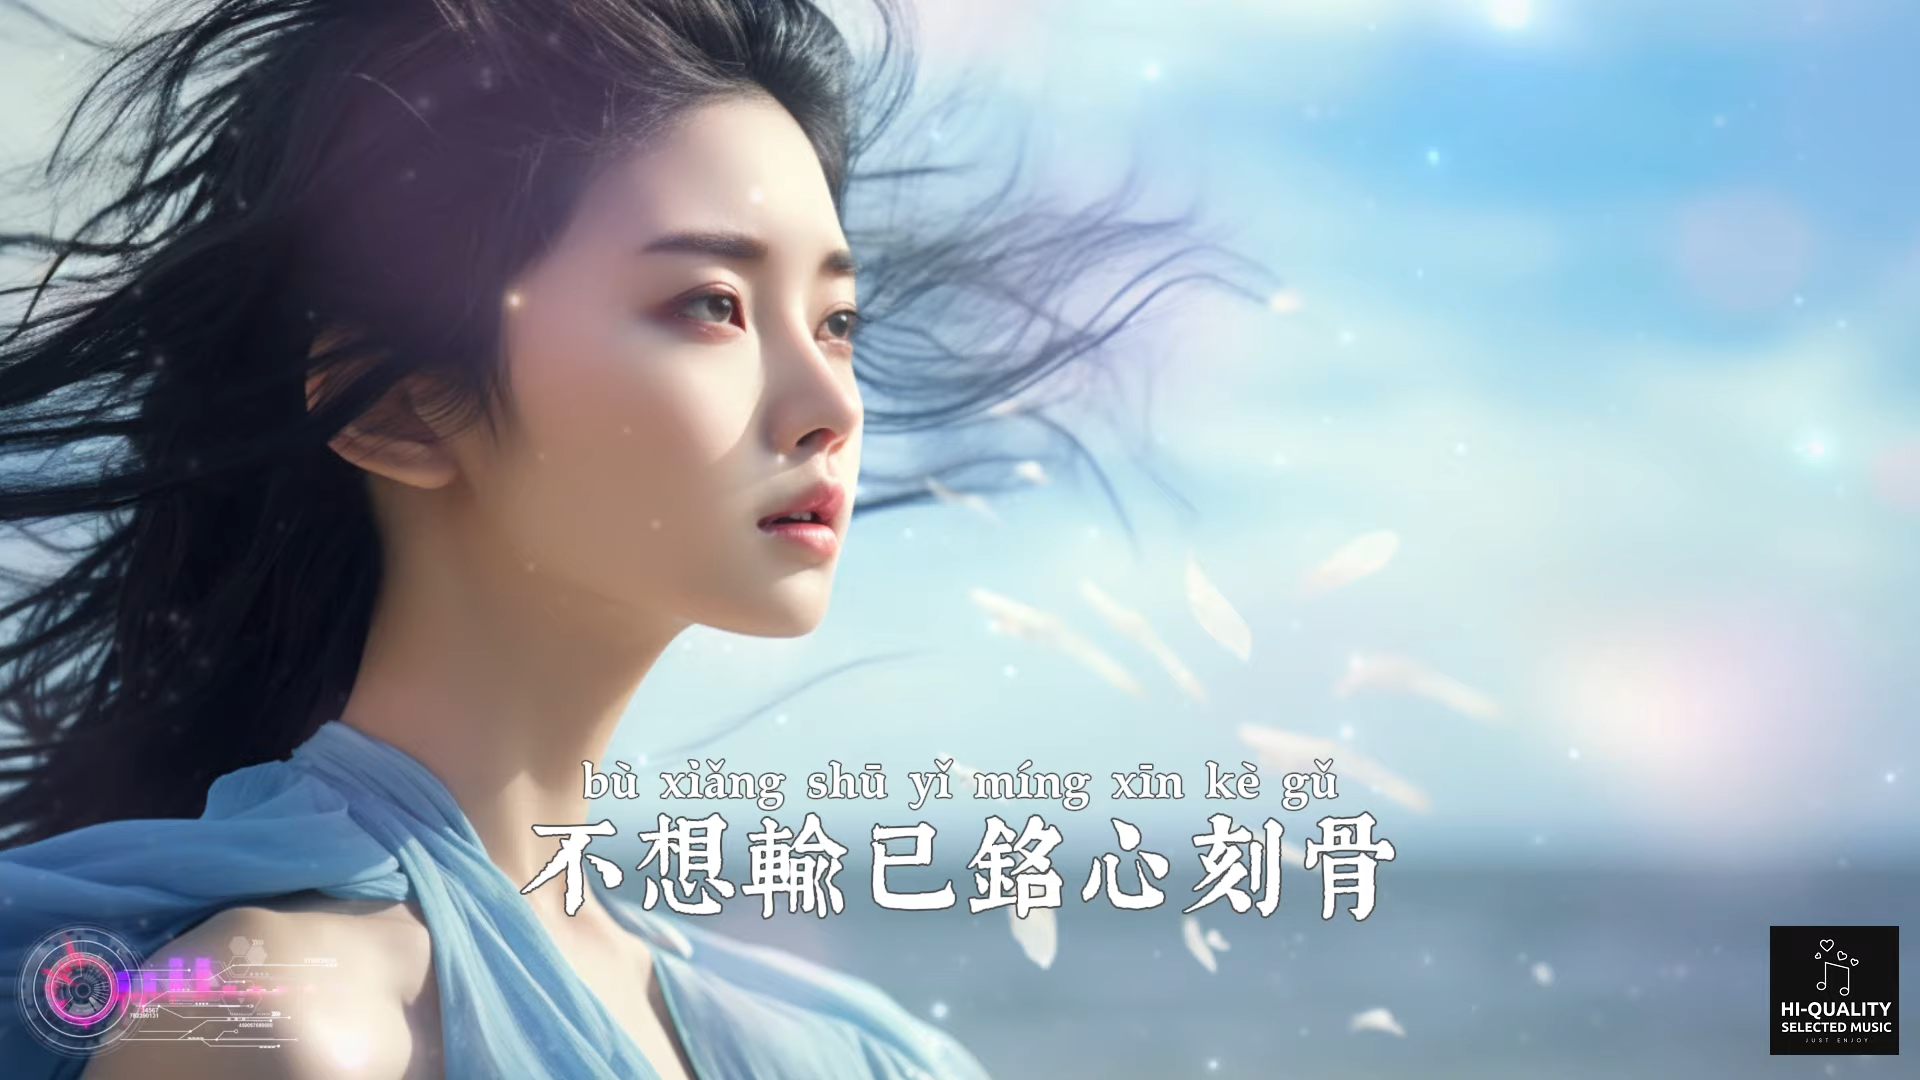 bù xiǎng shū yǐ míng xīn kè gǔ
不想輸已銘心刻骨
HI-QUALITY
SELECTED MUSIC
JUST ENJOY